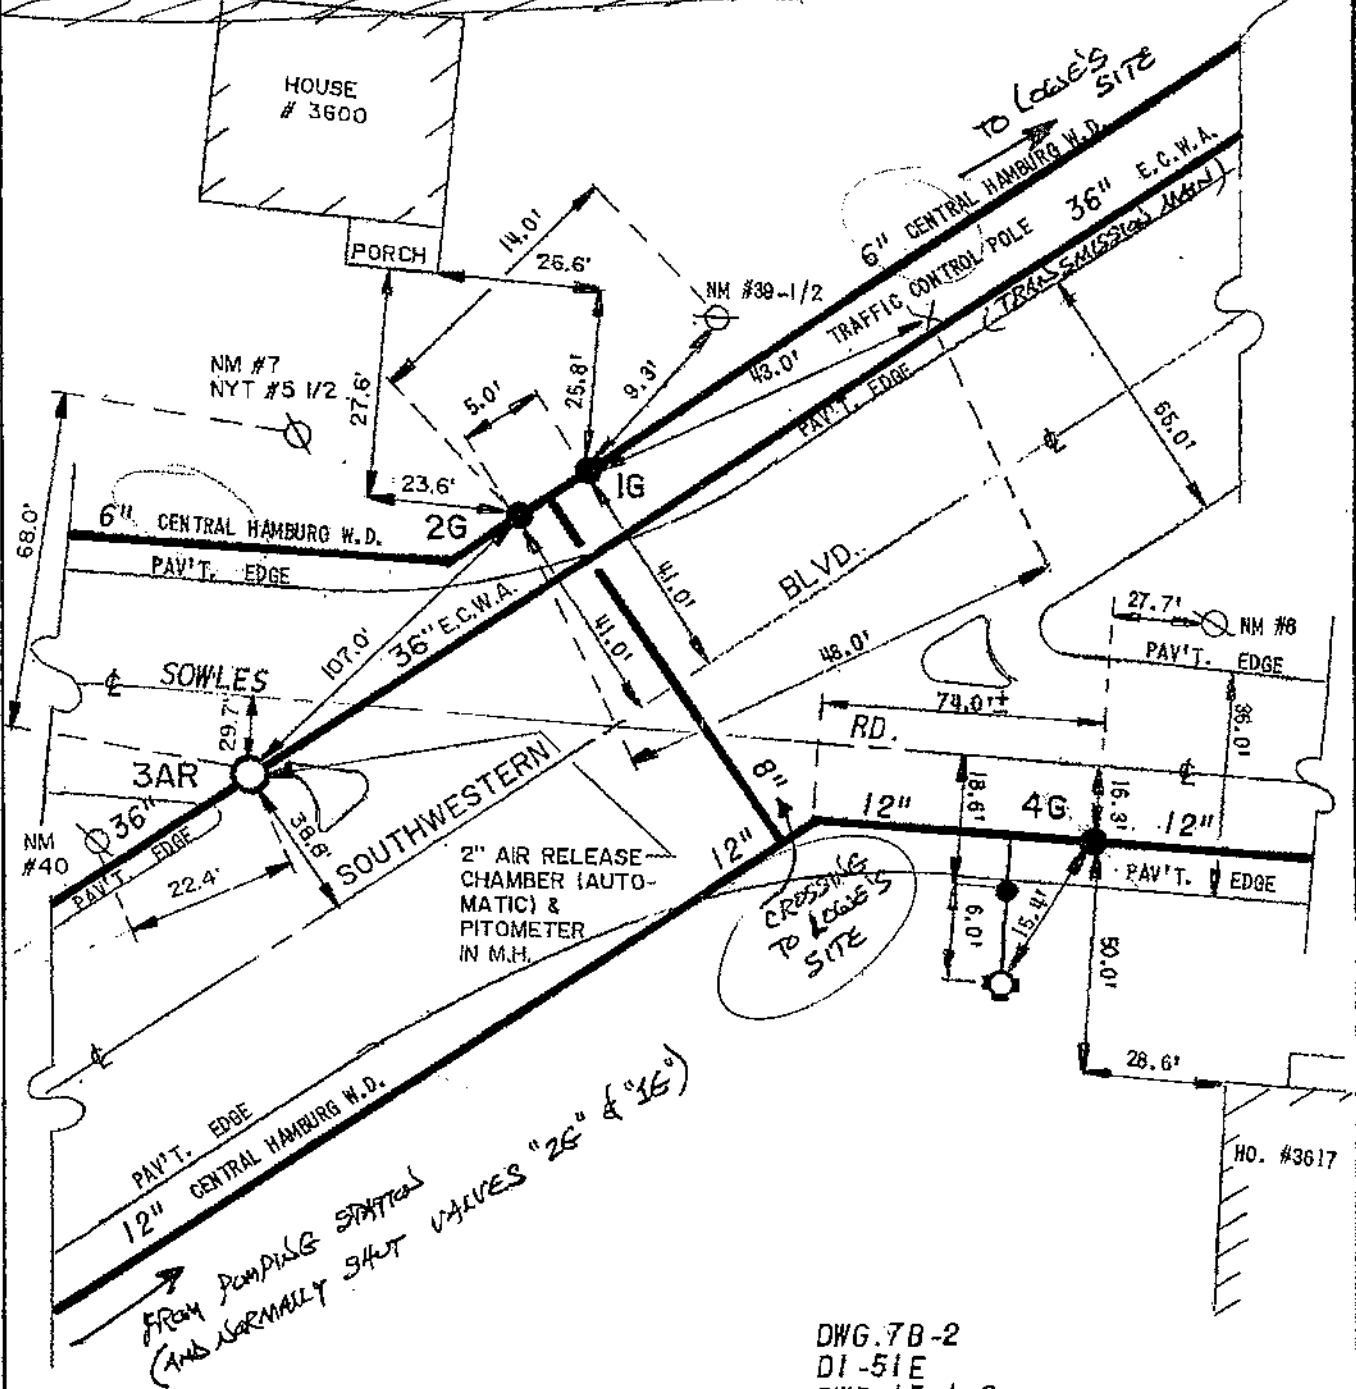 HOUSE
# 3600
TO LOWE'S
SITE
PORCH
14.0'
26.6'
NM #39-1/2
6" CENTRAL HAMBURG W.D.
36" E.C.W.A.
(TRANSMISSION MAIN)
TRAFFIC CONTROL POLE
43.0'
NM #7
NYT #5 1/2
27.6'
5.0'
9.3'
PAV'T. EDGE
65.0'
℄
68.0'
23.6'
1G
2G
6" CENTRAL HAMBURG W.D.
PAV'T. EDGE
36" E.C.W.A.
107.0'
41.0'
41.0'
BLVD.
48.0'
27.7'
NM #8
PAV'T. EDGE
℄ SOWLES
29.7'
3AR
74.0'±
RD.
36.0'
℄
NM
#40
36"
PAV'T. EDGE
22.4'
38.6'
SOUTHWESTERN
8"
12"
12"
18.6'
4G
16.3'
12"
PAV'T. EDGE
2" AIR RELEASE
CHAMBER (AUTO-
MATIC) &
PITOMETER
IN M.H.
CROSSING
TO LOWE'S
SITE
6.0'
15.4'
50.0'
28.6'
℄
HO. #3617
PAV'T. EDGE
12" CENTRAL HAMBURG W.D.
FROM PUMPING STATION
(AND NORMALLY SHUT VALVES "2G" & "1G")
DWG.7B-2
DI-51E